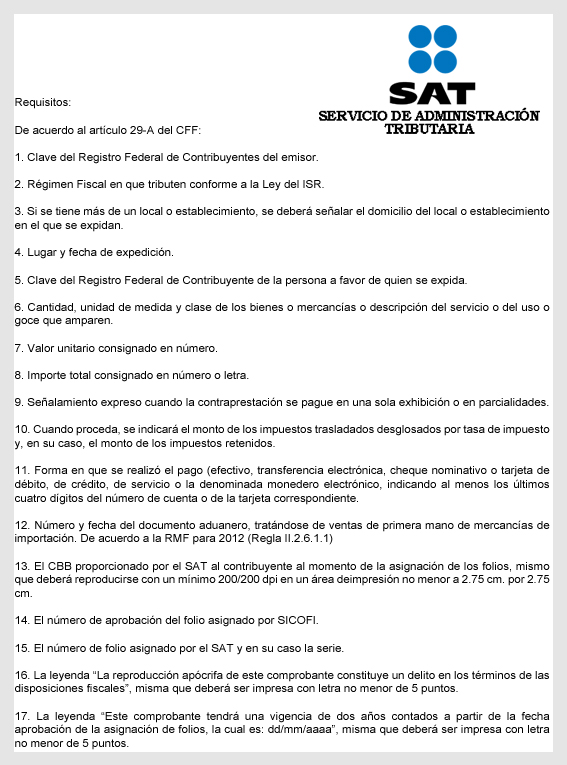 SAT
SERVICIO DE ADMINISTRACIÓN
TRIBUTARIA
Requisitos:
De acuerdo al artículo 29-A del CFF:
1. Clave del Registro Federal de Contribuyentes del emisor.
2. Régimen Fiscal en que tributen conforme a la Ley del ISR.
3. Si se tiene más de un local o establecimiento, se deberá señalar el domicilio del local o establecimiento
en el que se expidan.
4. Lugar y fecha de expedición.
5. Clave del Registro Federal de Contribuyente de la persona a favor de quien se expida.
6. Cantidad, unidad de medida y clase de los bienes o mercancías o descripción del servicio o del uso o
goce que amparen.
7. Valor unitario consignado en número.
8. Importe total consignado en número o letra.
9. Señalamiento expreso cuando la contraprestación se pague en una sola exhibición o en parcialidades.
10. Cuando proceda, se indicará el monto de los impuestos trasladados desglosados por tasa de impuesto
y, en su caso, el monto de los impuestos retenidos.
11. Forma en que se realizó el pago (efectivo, transferencia electrónica, cheque nominativo o tarjeta de
débito, de crédito, de servicio o la denominada monedero electrónico, indicando al menos los últimos
cuatro dígitos del número de cuenta o de la tarjeta correspondiente.
12. Número y fecha del documento aduanero, tratándose de ventas de primera mano de mercancías de
importación. De acuerdo a la RMF para 2012 (Regla II.2.6.1.1)
13. El CBB proporcionado por el SAT al contribuyente al momento de la asignación de los folios, mismo
que deberá reproducirse con un mínimo 200/200 dpi en un área deimpresión no menor a 2.75 cm. por 2.75
cm.
14. El número de aprobación del folio asignado por SICOFI.
15. El número de folio asignado por el SAT y en su caso la serie.
16. La leyenda “La reproducción apócrifa de este comprobante constituye un delito en los términos de las
disposiciones fiscales”, misma que deberá ser impresa con letra no menor de 5 puntos.
17. La leyenda “Este comprobante tendrá una vigencia de dos años contados a partir de la fecha
aprobación de la asignación de folios, la cual es: dd/mm/aaaa”, misma que deberá ser impresa con letra
no menor de 5 puntos.